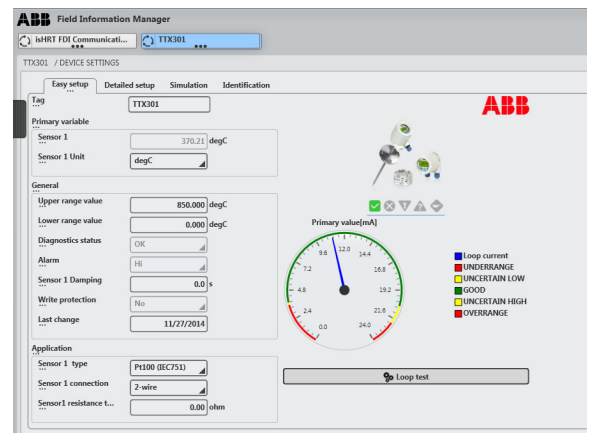 ABB Field Information Manager
isHRT FDI Communicati... TTX301
TTX301 / DEVICE SETTINGS
Easy setup Detailed setup Simulation Identification
Tag TTX301
ABB
Primary variable
Sensor 1 370.21 degC
Sensor 1 Unit degC
General
Upper range value 850.000 degC
Lower range value 0.000 degC
Diagnostics status OK
Alarm Hi
Sensor 1 Damping 0.0 s
Write protection No
Last change 11/27/2014
Primary value[mA]
0.0 2.4 4.8 7.2 9.6 12.0 14.4 16.8 19.2 21.6 24.0
Loop current
UNDERRANGE
UNCERTAIN LOW
GOOD
UNCERTAIN HIGH
OVERRANGE
Application
Sensor 1 type Pt100 (IEC751)
Sensor 1 connection 2-wire
Sensor1 resistance t... 0.00 ohm
Loop test